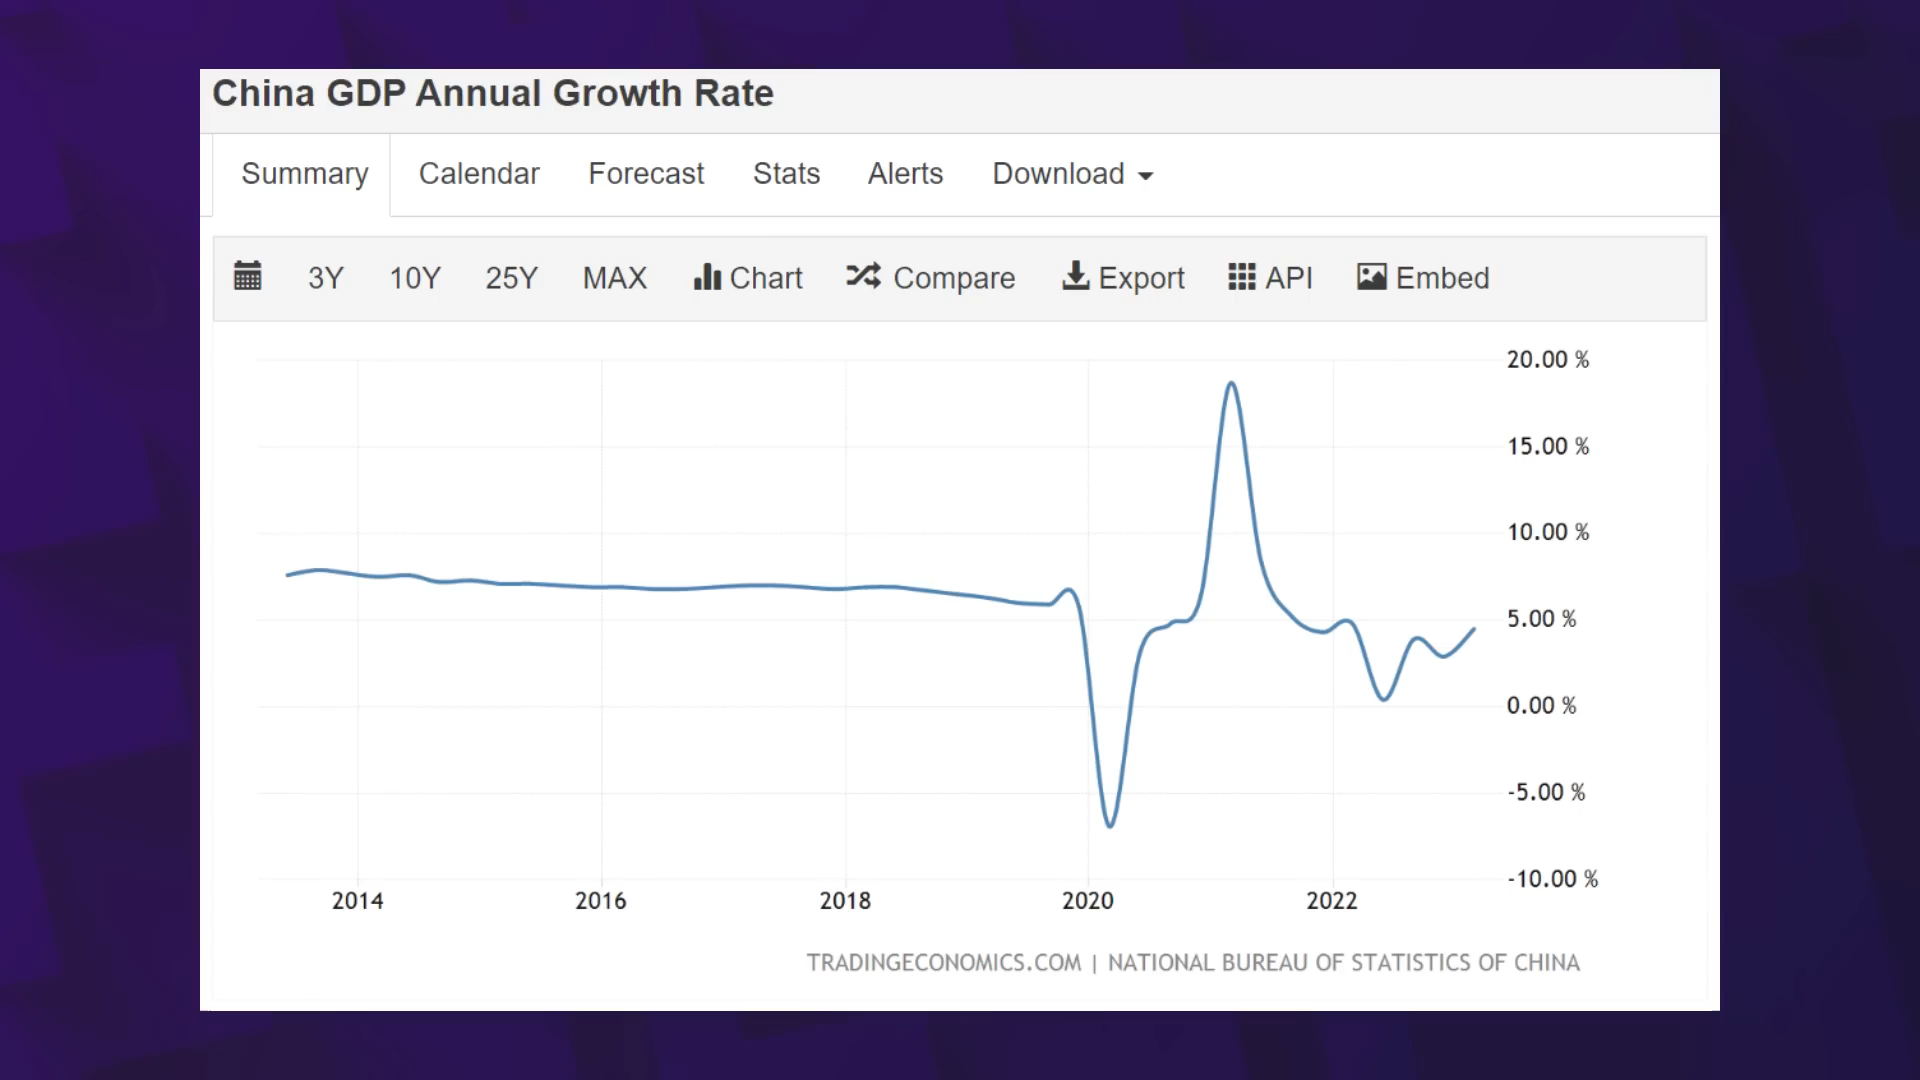 China GDP Annual Growth Rate
Summary Calendar Forecast Stats Alerts Download
3Y 10Y 25Y MAX Chart Compare Export API Embed
20.00 %
15.00 %
10.00 %
5.00 %
0.00 %
-5.00 %
-10.00 %
2014 2016 2018 2020 2022
TRADINGECONOMICS.COM | NATIONAL BUREAU OF STATISTICS OF CHINA